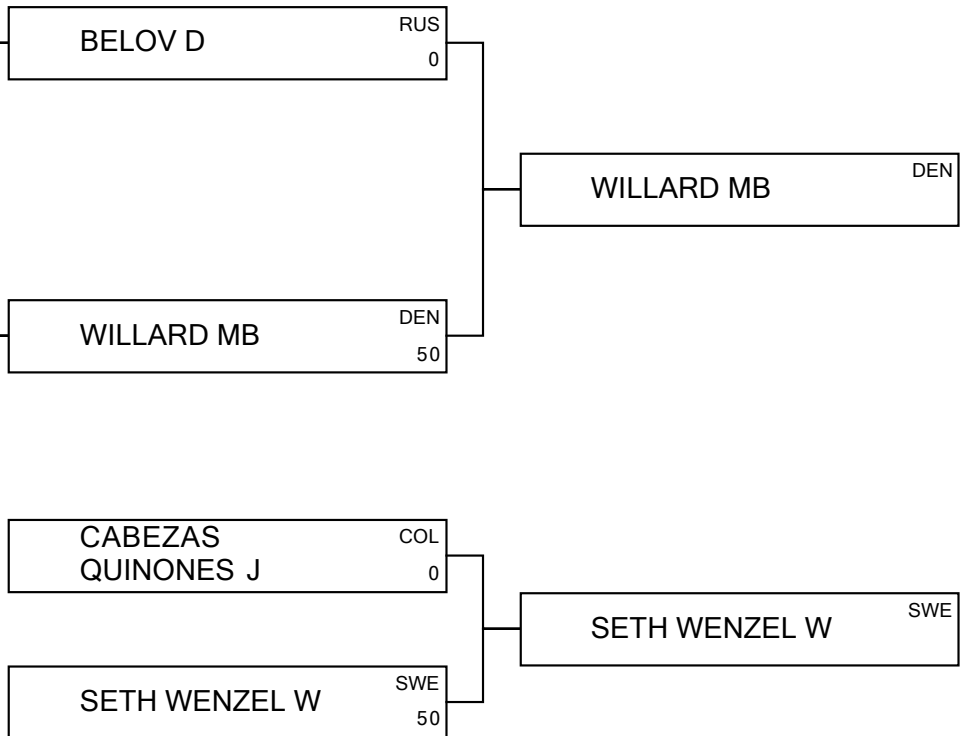 BELOV D RUS
0
WILLARD MB DEN
WILLARD MB DEN
50
CABEZAS COL
QUINONES J 0
SETH WENZEL W SWE
SETH WENZEL W SWE
50